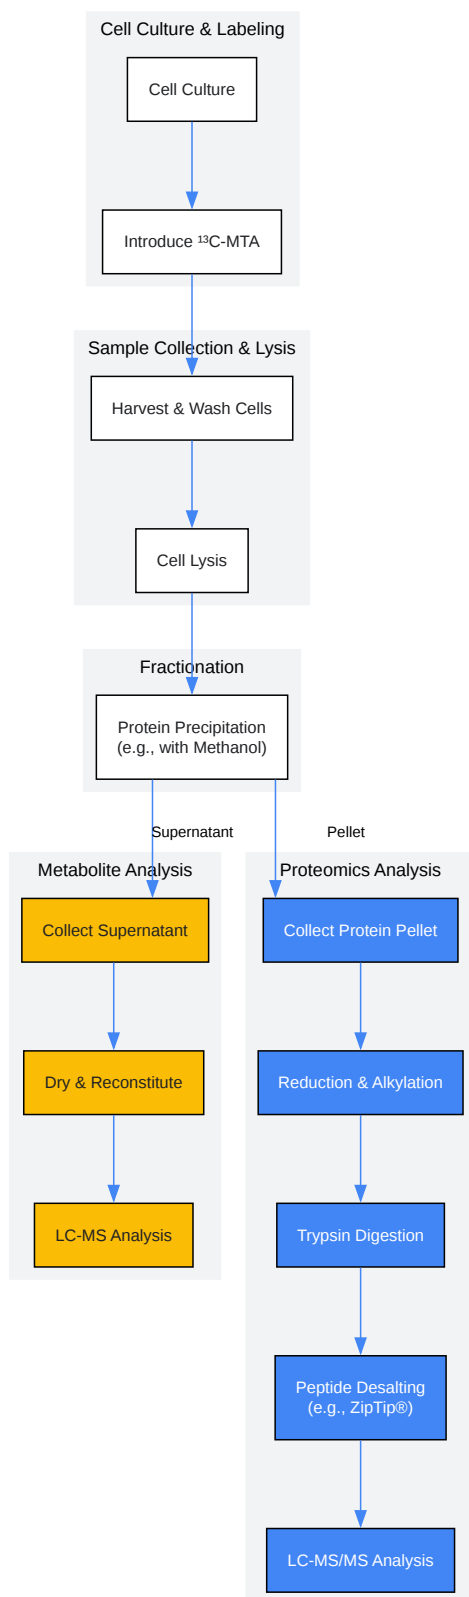 Cell Culture & Labeling
Cell Culture
Introduce ¹³C-MTA
Sample Collection & Lysis
Harvest & Wash Cells
Cell Lysis
Fractionation
Protein Precipitation
(e.g., with Methanol)
Supernatant
Pellet
Metabolite Analysis
Collect Supernatant
Dry & Reconstitute
LC-MS Analysis
Proteomics Analysis
Collect Protein Pellet
Reduction & Alkylation
Trypsin Digestion
Peptide Desalting
(e.g., ZipTip®)
LC-MS/MS Analysis